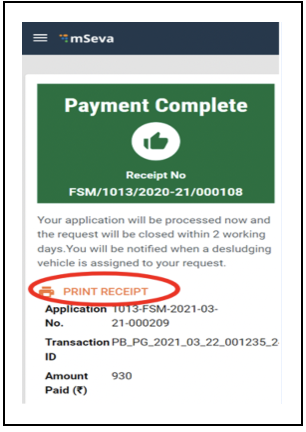 mSeva
Payment Complete
Receipt No
FSM/1013/2020-21/000108
Your application will be processed now and
the request will be closed within 2 working
days.You will be notified when a desludging
vehicle is assigned to your request.
PRINT RECEIPT
Application 1013-FSM-2021-03-
No. 21-000209
Transaction PB_PG_2021_03_22_001235_2
ID
Amount 930
Paid (₹)